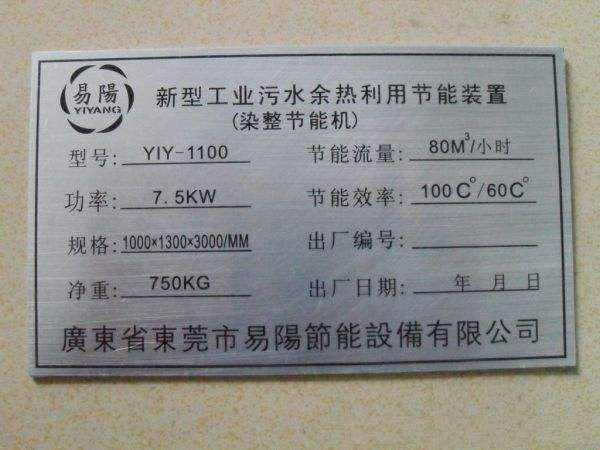 易陽
YIYANG
新型工业污水余热利用节能装置
(染整节能机)
型号: YIY-1100 节能流量: 80M³/小时
功率: 7.5KW 节能效率: 100C°/60C°
规格: 1000×1300×3000/MM 出厂编号:
净重: 750KG 出厂日期: 年 月 日
廣東省東莞市易陽節能設備有限公司